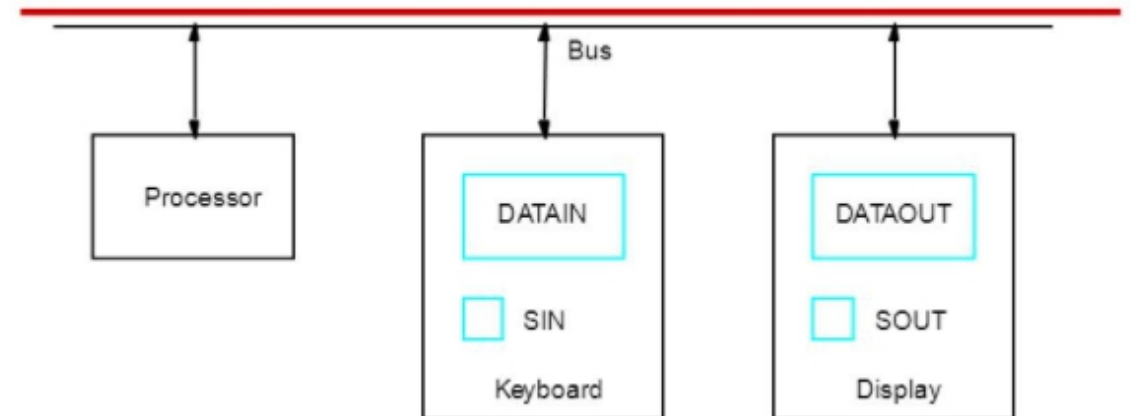 Bus
Processor
DATAIN
DATAOUT
SIN
SOUT
Keyboard
Display